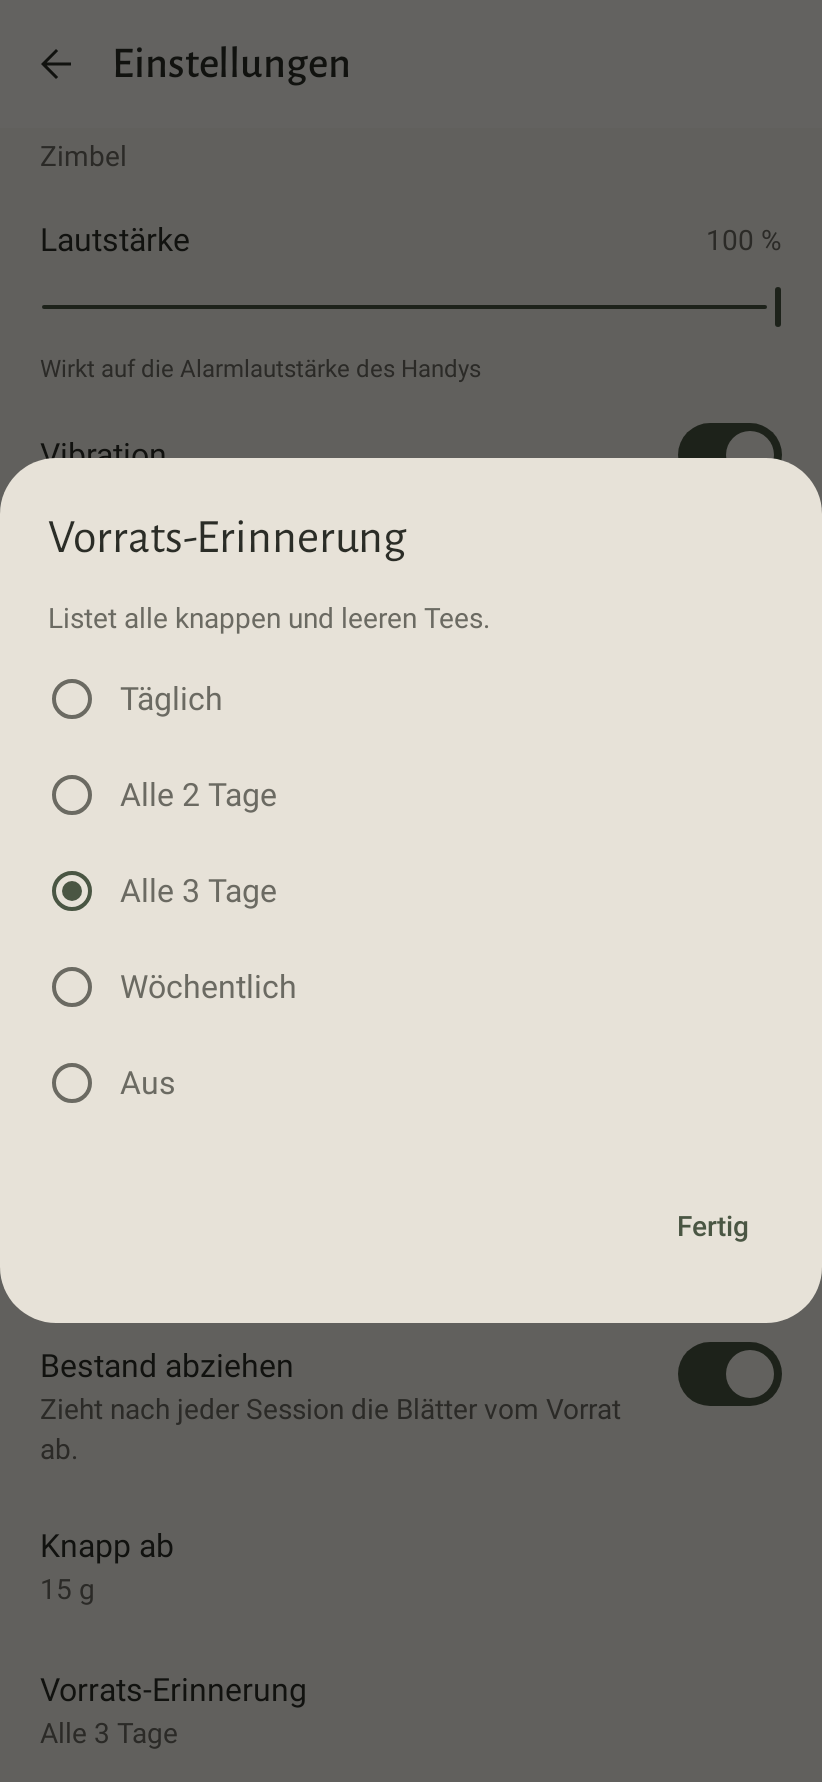 Einstellungen
Zimbel
Lautstärke
100 %
Wirkt auf die Alarmlautstärke des Handys
Vibration
Vorrats-Erinnerung
Listet alle knappen und leeren Tees.
Täglich
Alle 2 Tage
Alle 3 Tage
Wöchentlich
Aus
Fertig
Bestand abziehen
Zieht nach jeder Session die Blätter vom Vorrat
ab.
Knapp ab
15 g
Vorrats-Erinnerung
Alle 3 Tage